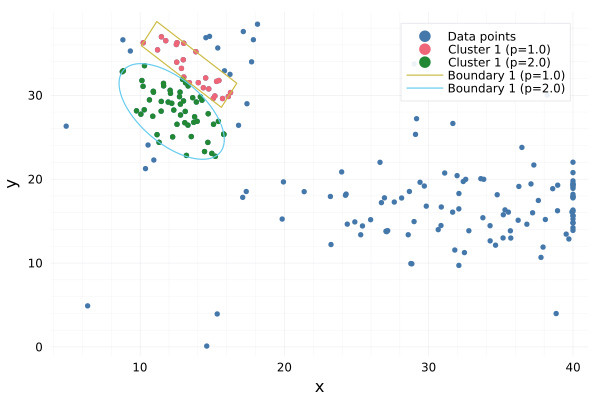 Data points
Cluster 1 (p=1.0)
Cluster 1 (p=2.0)
Boundary 1 (p=1.0)
Boundary 1 (p=2.0)
30
20
10
0
y
10 20 30 40
x